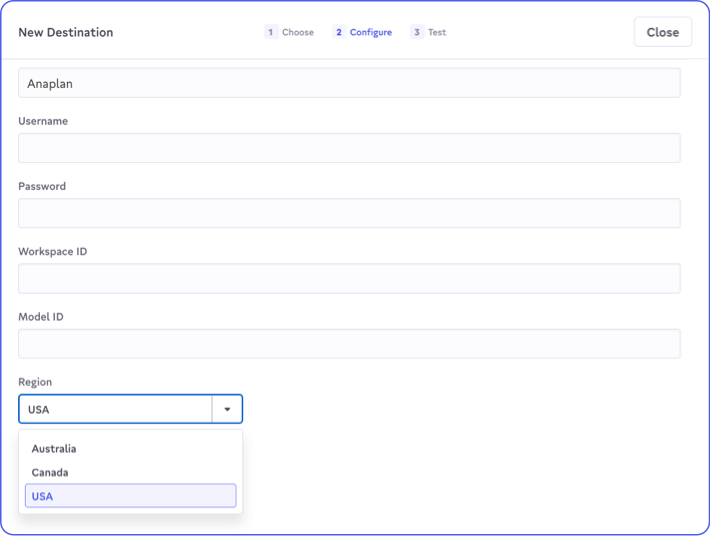 New Destination
1 Choose
2 Configure
3 Test
Close
Anaplan
Username
Password
Workspace ID
Model ID
Region
USA
Australia
Canada
USA